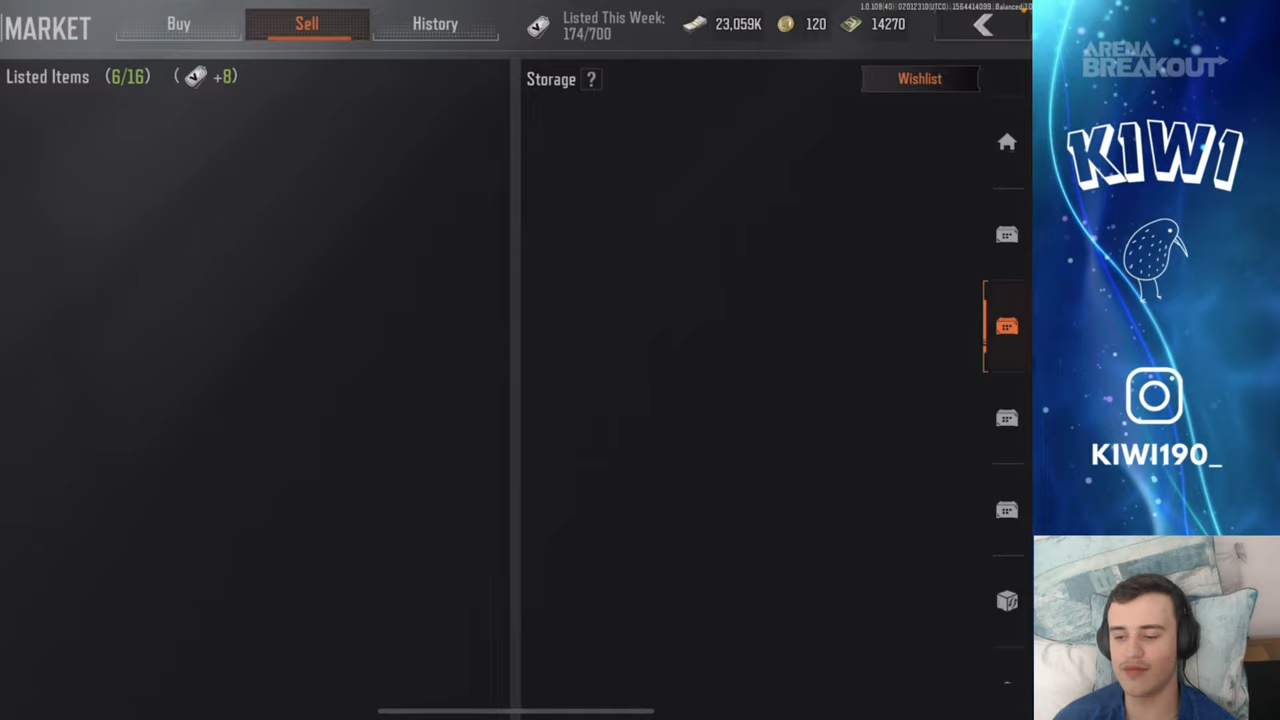 MARKET
Buy
Sell
History
Listed This Week:
174/700
23,059K
120
14270
Listed Items (6/16) ( +8)
Storage ?
Wishlist
ARENA
BREAKOUT
KIWI
KIWI190_